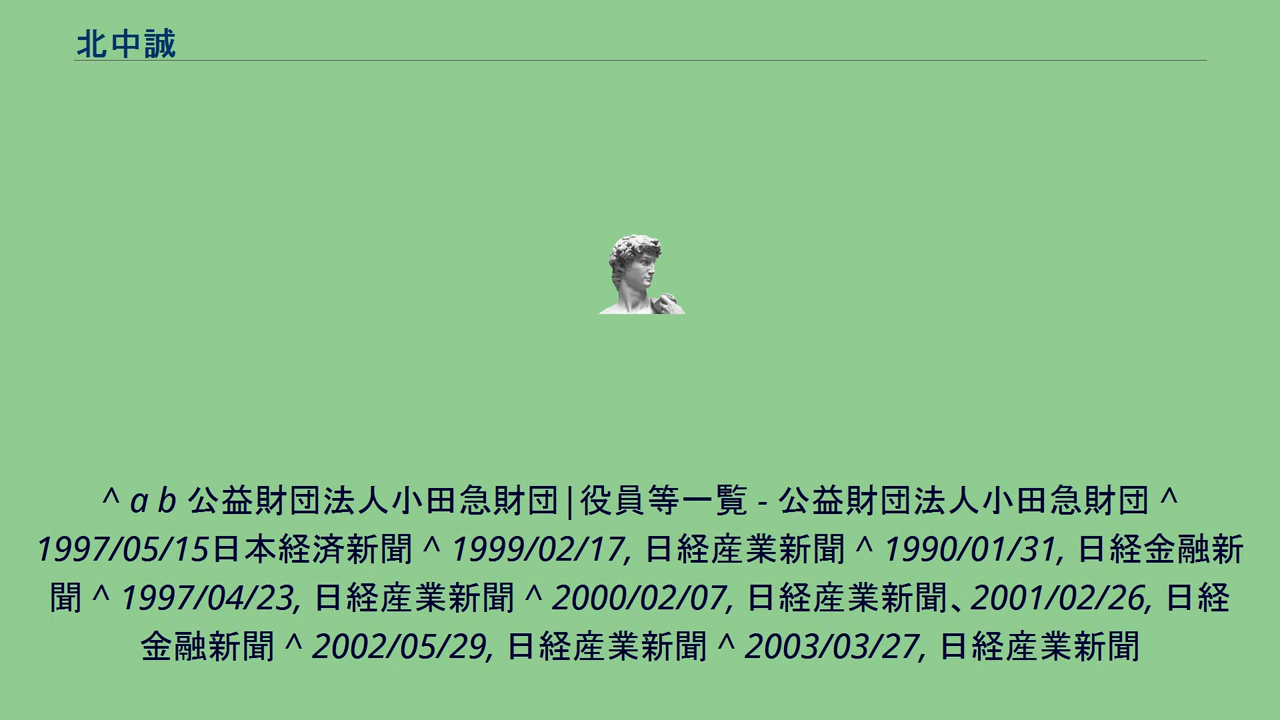 北中誠
^ a b 公益財団法人小田急財団|役員等一覧 - 公益財団法人小田急財団 ^
1997/05/15日本経済新聞 ^ 1999/02/17, 日経産業新聞 ^ 1990/01/31, 日経金融新
聞 ^ 1997/04/23, 日経産業新聞 ^ 2000/02/07, 日経産業新聞、2001/02/26, 日経
金融新聞 ^ 2002/05/29, 日経産業新聞 ^ 2003/03/27, 日経産業新聞